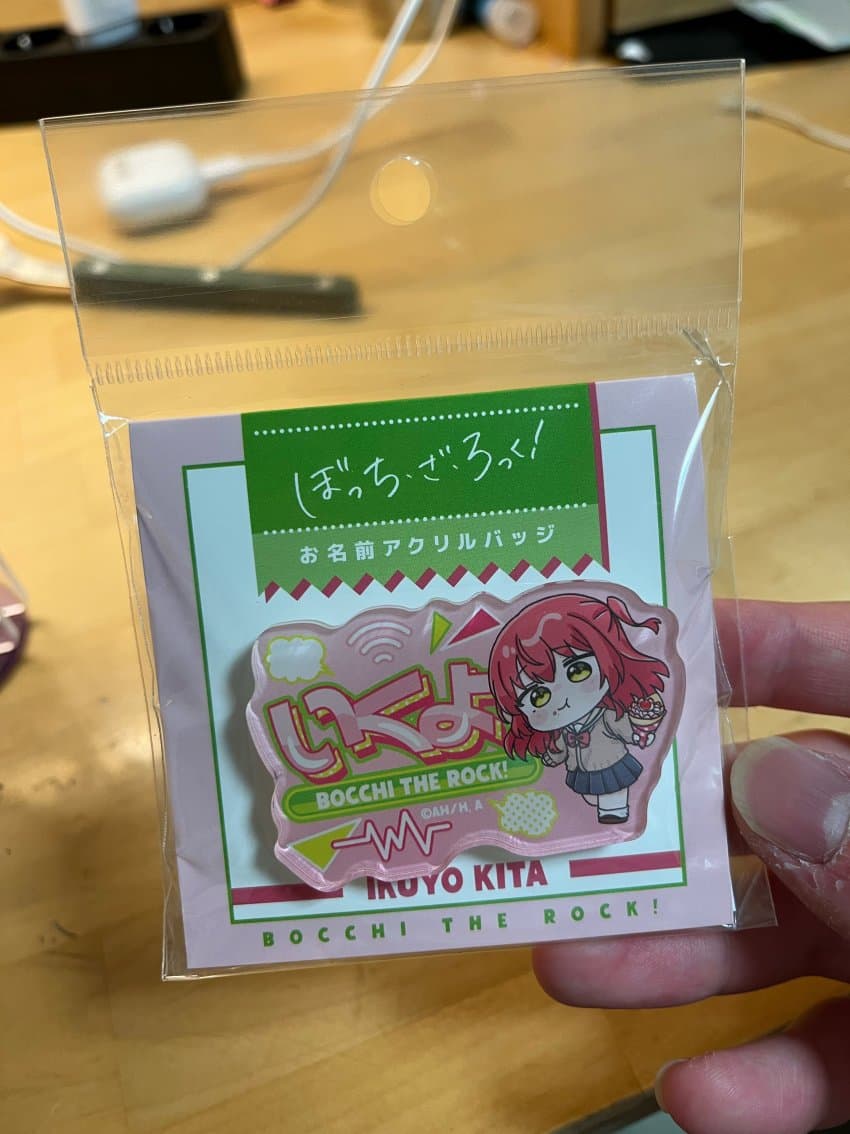 ぼっち・ざ・ろっく!
お名前アクリルバッジ
いくよ
BOCCHI THE ROCK!
©AH/H, A
IKUYO KITA
BOCCHI THE ROCK!